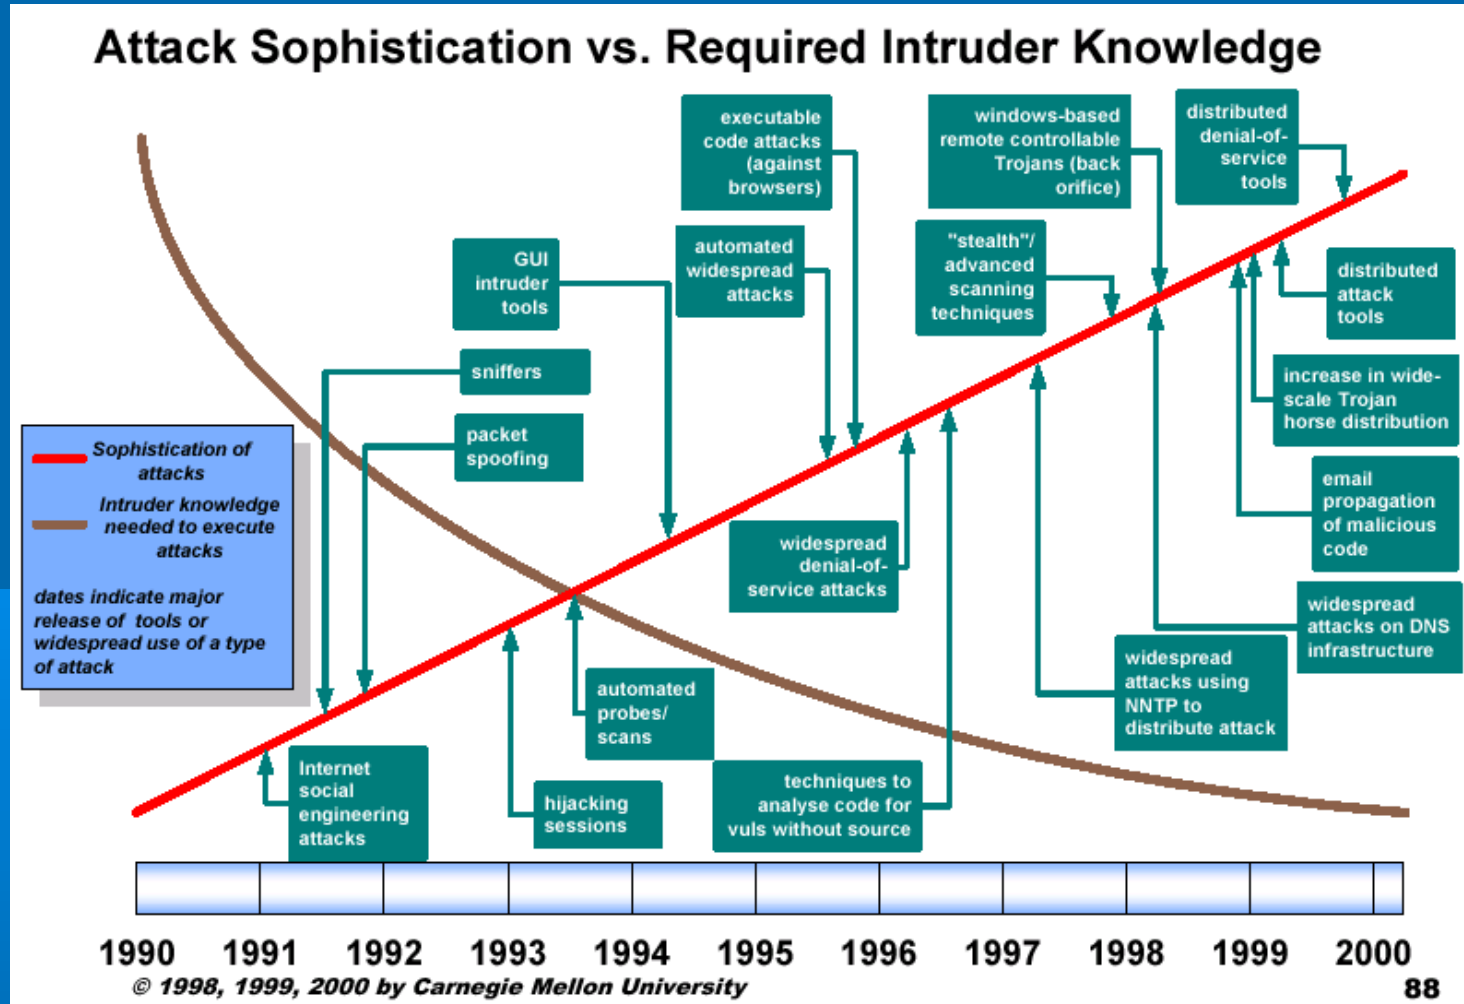 Attack Sophistication vs. Required Intruder Knowledge
executable
code attacks
(against
browsers)
windows-based
remote controllable
Trojans (back
orifice)
distributed
denial-of-
service
tools
GUI
intruder
tools
automated
widespread
attacks
"stealth"/
advanced
scanning
techniques
distributed
attack
tools
sniffers
increase in wide-
scale Trojan
horse distribution
packet
spoofing
Sophistication of
attacks
Intruder knowledge
needed to execute
attacks
dates indicate major
release of tools or
widespread use of a type
of attack
email
propagation
of malicious
code
widespread
denial-of-
service attacks
widespread
attacks on DNS
infrastructure
widespread
attacks using
NNTP to
distribute attack
automated
probes/
scans
Internet
social
engineering
attacks
hijacking
sessions
techniques to
analyse code for
vuls without source
1990 1991 1992 1993 1994 1995 1996 1997 1998 1999 2000
© 1998, 1999, 2000 by Carnegie Mellon University
88